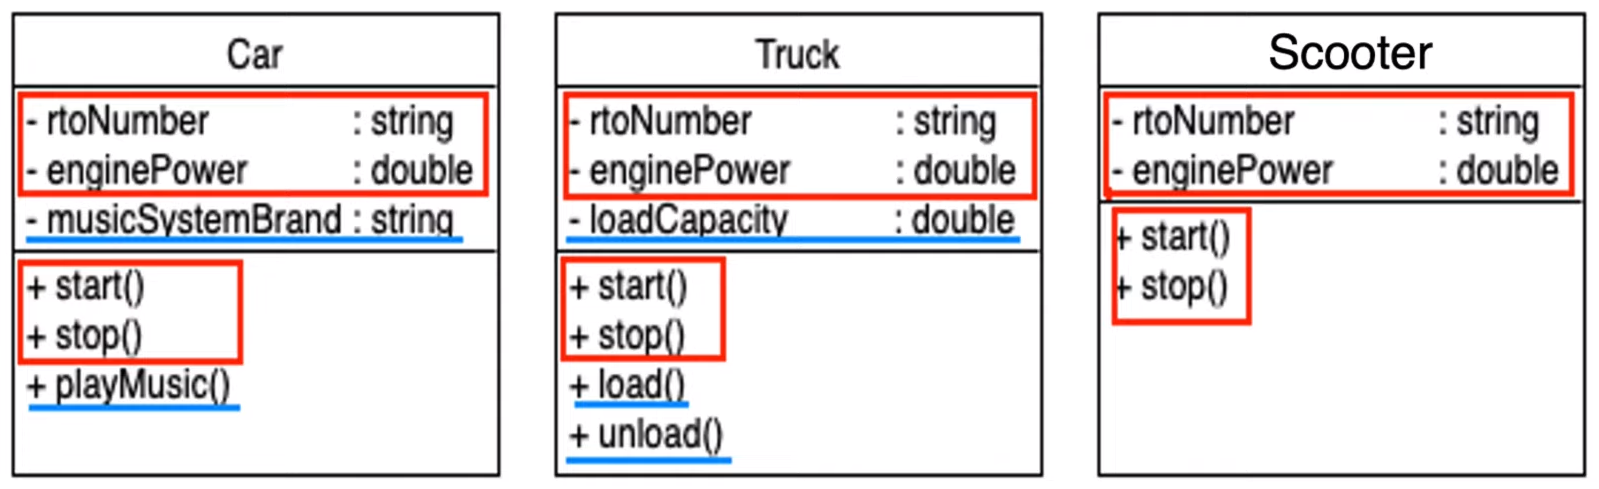 Car
- rtoNumber : string
- enginePower : double
- musicSystemBrand : string
+ start()
+ stop()
+ playMusic()
Truck
- rtoNumber : string
- enginePower : double
- loadCapacity : double
+ start()
+ stop()
+ load()
+ unload()
Scooter
- rtoNumber : string
- enginePower : double
+ start()
+ stop()